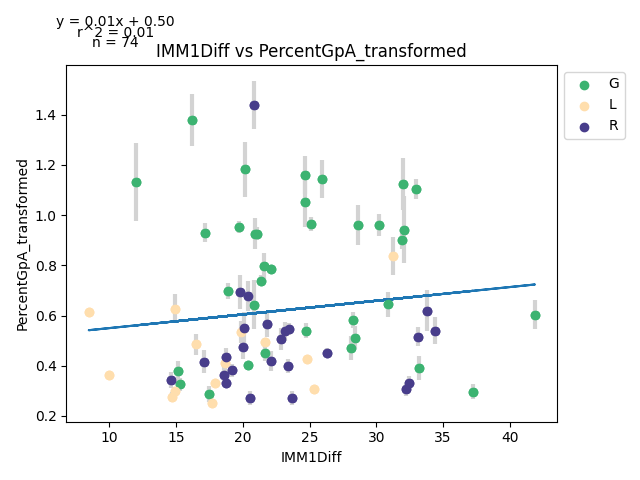 y = 0.01x + 0.50
r^2 = 0.01
n = 74
IMM1Diff vs PercentGpA_transformed
G
L
R
PercentGpA_transformed
1.4
1.2
1.0
0.8
0.6
0.4
0.2
10 15 20 25 30 35 40
IMM1Diff